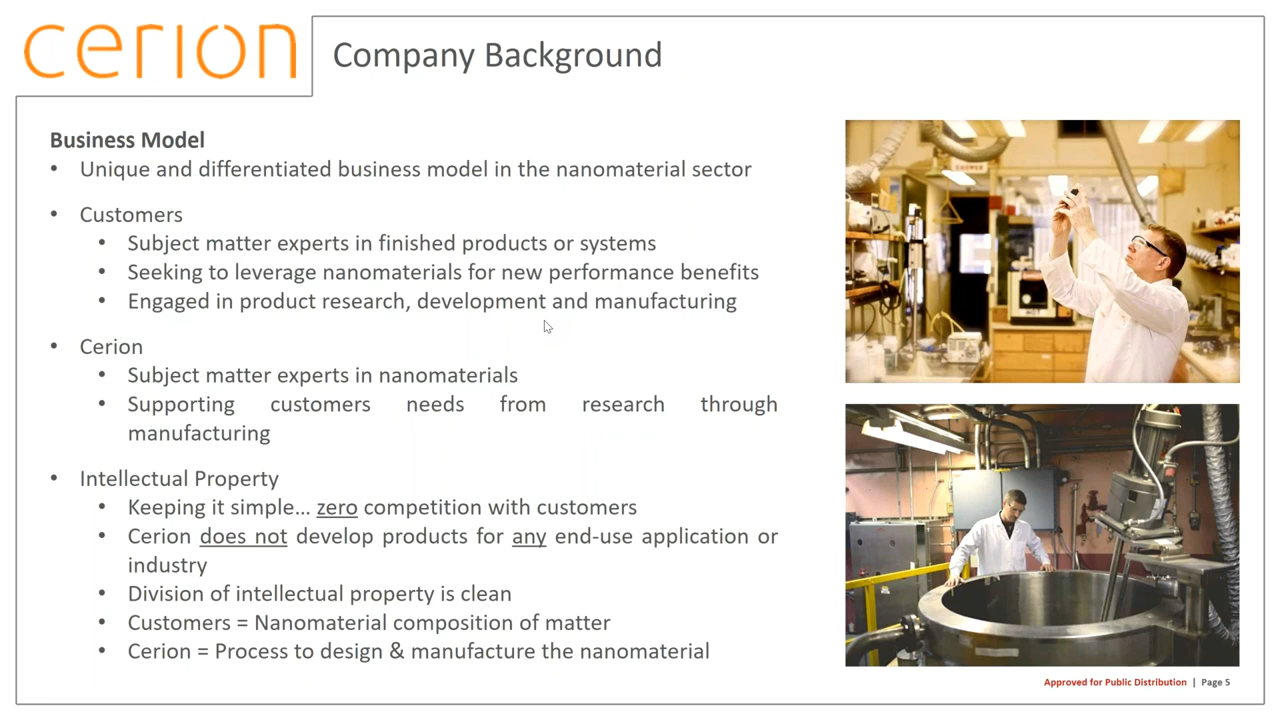 cerion
Company Background
Business Model
• Unique and differentiated business model in the nanomaterial sector
• Customers
• Subject matter experts in finished products or systems
• Seeking to leverage nanomaterials for new performance benefits
• Engaged in product research, development and manufacturing
• Cerion
• Subject matter experts in nanomaterials
• Supporting customers needs from research through
manufacturing
• Intellectual Property
• Keeping it simple... zero competition with customers
• Cerion does not develop products for any end-use application or
industry
• Division of intellectual property is clean
• Customers = Nanomaterial composition of matter
• Cerion = Process to design & manufacture the nanomaterial
Approved for Public Distribution | Page 5